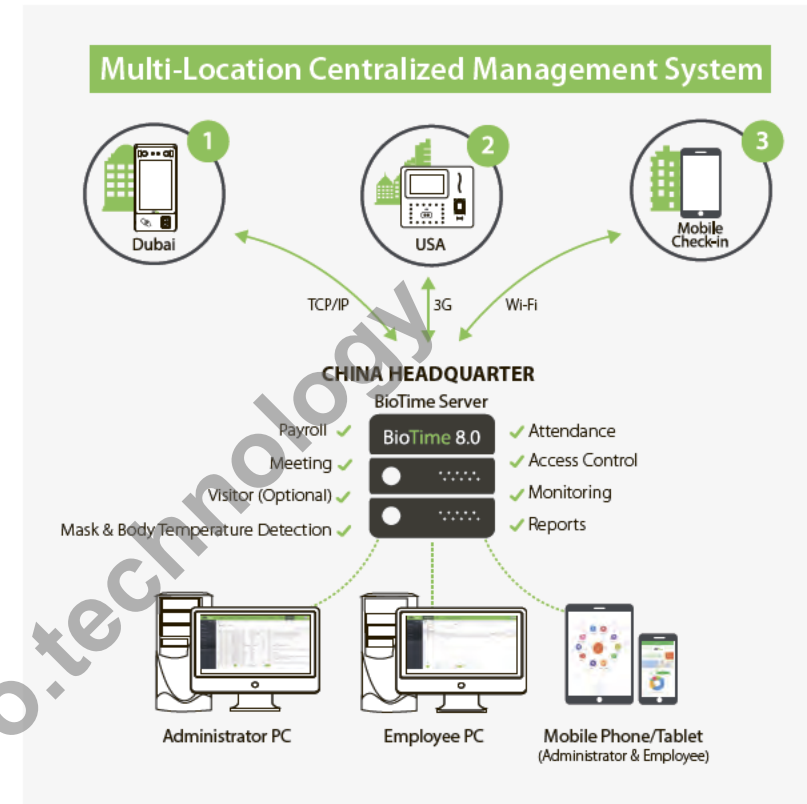 Multi-Location Centralized Management System
1
2
3
Dubai
USA
Mobile
Check-in
TCP/IP
3G
Wi-Fi
CHINA HEADQUARTER
BioTime Server
BioTime 8.0
Payroll
Meeting
Visitor (Optional)
Mask & Body Temperature Detection
Attendance
Access Control
Monitoring
Reports
Administrator PC
Employee PC
Mobile Phone/Tablet
(Administrator & Employee)
o.technology